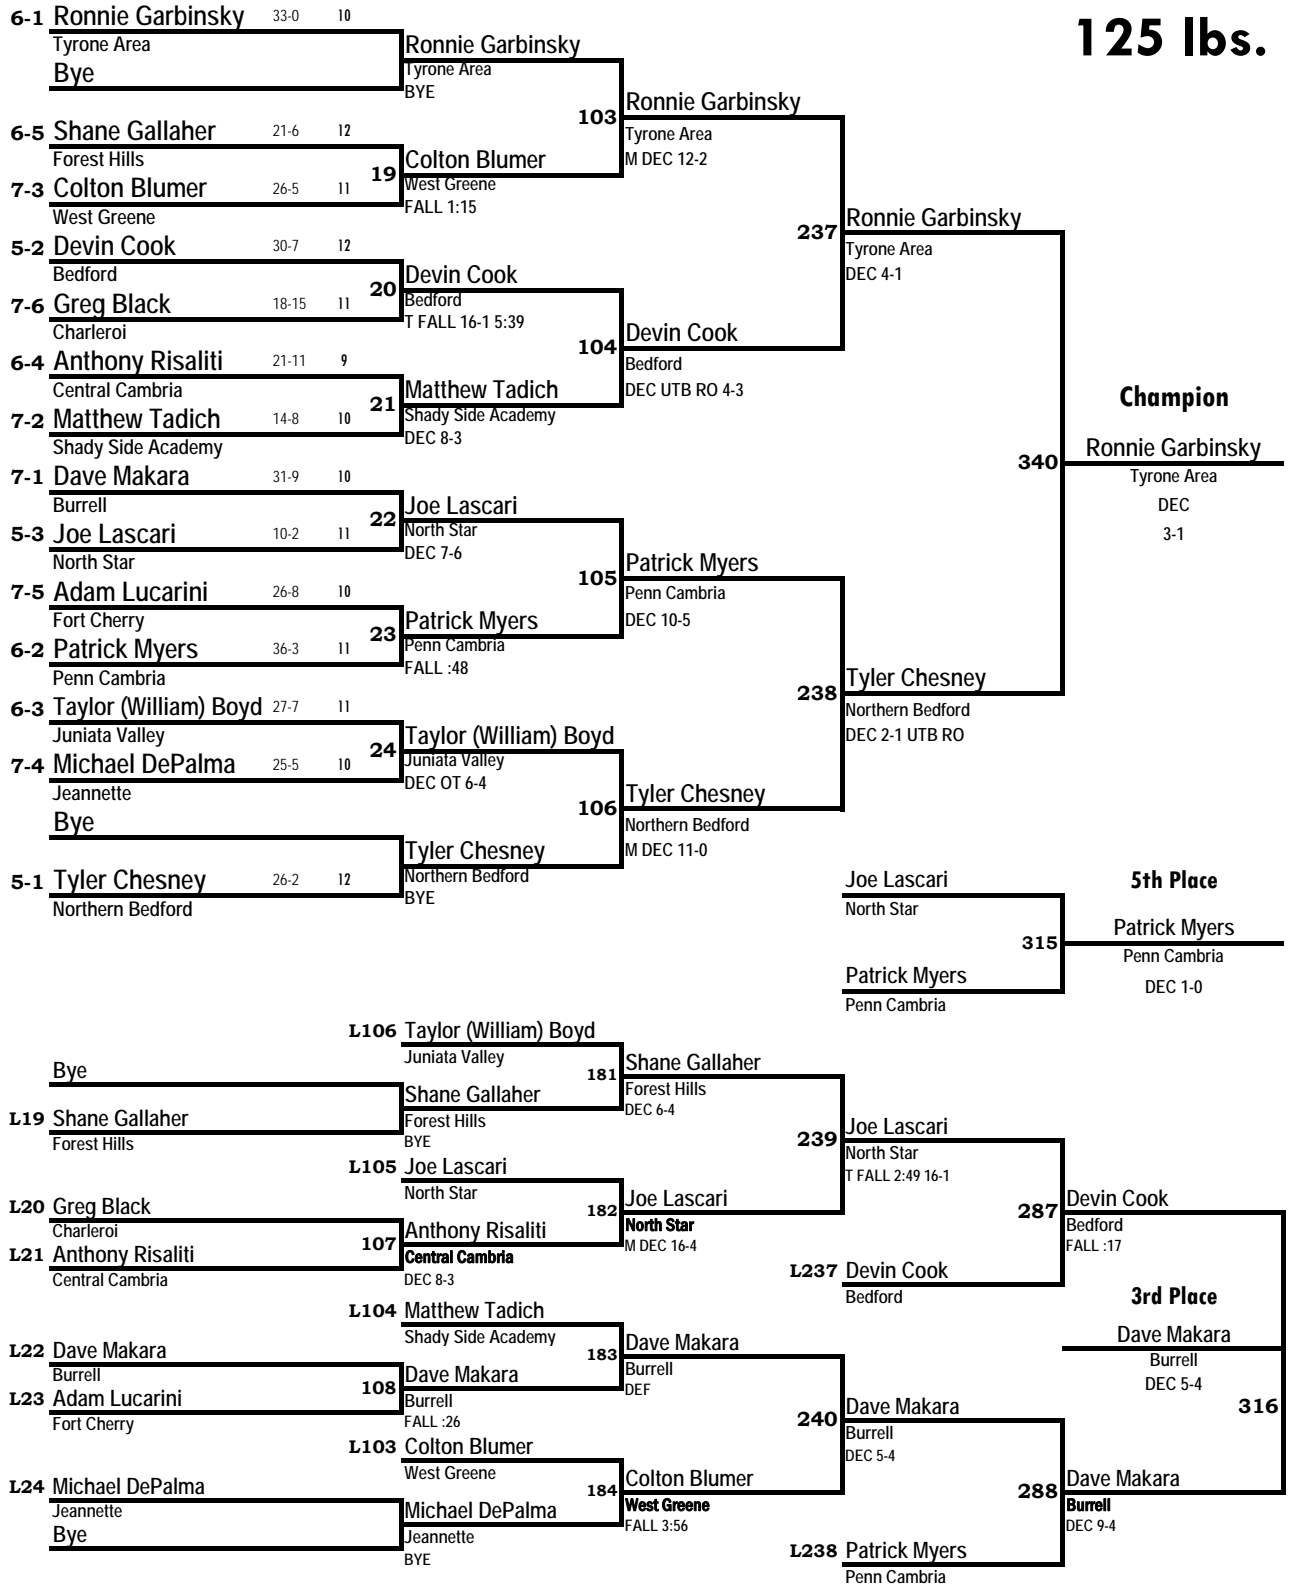 125 lbs.
6-1 Ronnie Garbinsky 33-0 10
Tyrone Area
Bye
Ronnie Garbinsky
Tyrone Area
BYE
6-5 Shane Gallaher 21-6 12
Forest Hills
19
7-3 Colton Blumer 26-5 11
West Greene
Colton Blumer
West Greene
FALL 1:15
103
Ronnie Garbinsky
Tyrone Area
M DEC 12-2
5-2 Devin Cook 30-7 12
Bedford
20
7-6 Greg Black 18-15 11
Charleroi
Devin Cook
Bedford
T FALL 16-1 5:39
6-4 Anthony Risaliti 21-11 9
Central Cambria
21
7-2 Matthew Tadich 14-8 10
Shady Side Academy
Matthew Tadich
Shady Side Academy
DEC 8-3
104
Devin Cook
Bedford
DEC UTB RO 4-3
237
Ronnie Garbinsky
Tyrone Area
DEC 4-1
7-1 Dave Makara 31-9 10
Burrell
22
5-3 Joe Lascari 10-2 11
North Star
Joe Lascari
North Star
DEC 7-6
7-5 Adam Lucarini 26-8 10
Fort Cherry
23
6-2 Patrick Myers 36-3 11
Penn Cambria
Patrick Myers
Penn Cambria
FALL :48
105
Patrick Myers
Penn Cambria
DEC 10-5
6-3 Taylor (William) Boyd 27-7 11
Juniata Valley
24
7-4 Michael DePalma 25-5 10
Jeannette
Taylor (William) Boyd
Juniata Valley
DEC OT 6-4
Bye
5-1 Tyler Chesney 26-2 12
Northern Bedford
Tyler Chesney
Northern Bedford
BYE
106
Tyler Chesney
Northern Bedford
M DEC 11-0
238
Tyler Chesney
Northern Bedford
DEC 2-1 UTB RO
340
Champion
Ronnie Garbinsky
Tyrone Area
DEC
3-1
Joe Lascari
North Star
315
Patrick Myers
Penn Cambria
5th Place
Patrick Myers
Penn Cambria
DEC 1-0
L106 Taylor (William) Boyd
Juniata Valley
Bye
L19 Shane Gallaher
Forest Hills
Shane Gallaher
Forest Hills
BYE
181
Shane Gallaher
Forest Hills
DEC 6-4
L105 Joe Lascari
North Star
L20 Greg Black
Charleroi
107
L21 Anthony Risaliti
Central Cambria
Anthony Risaliti
Central Cambria
DEC 8-3
182
Joe Lascari
North Star
M DEC 16-4
239
Joe Lascari
North Star
T FALL 2:49 16-1
L237 Devin Cook
Bedford
287
Devin Cook
Bedford
FALL :17
L104 Matthew Tadich
Shady Side Academy
L22 Dave Makara
Burrell
108
L23 Adam Lucarini
Fort Cherry
Dave Makara
Burrell
FALL :26
183
Dave Makara
Burrell
DEF
L103 Colton Blumer
West Greene
L24 Michael DePalma
Jeannette
Bye
Michael DePalma
Jeannette
BYE
184
Colton Blumer
West Greene
FALL 3:56
240
Dave Makara
Burrell
DEC 5-4
L238 Patrick Myers
Penn Cambria
288
Dave Makara
Burrell
DEC 9-4
3rd Place
Dave Makara
Burrell
DEC 5-4
316